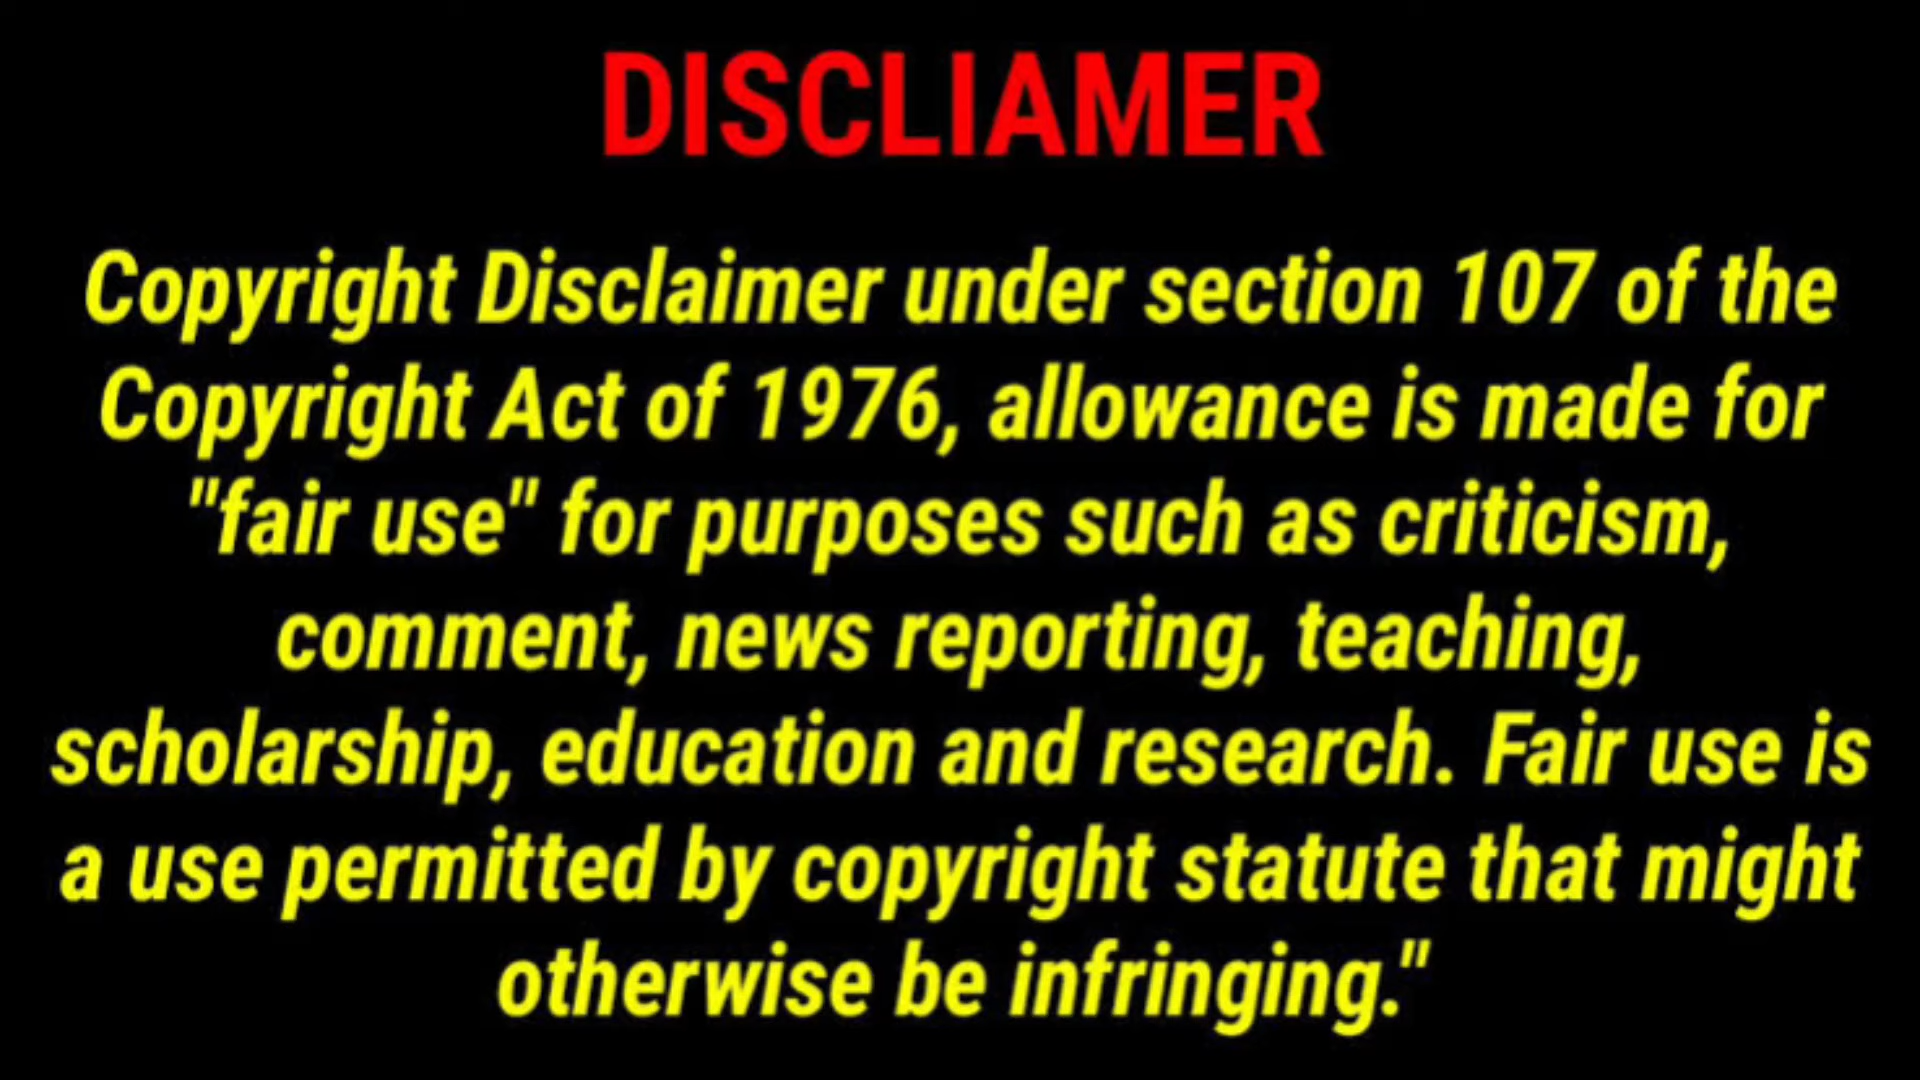 DISCLIAMER
Copyright Disclaimer under section 107 of the
Copyright Act of 1976, allowance is made for
"fair use" for purposes such as criticism,
comment, news reporting, teaching,
scholarship, education and research. Fair use is
a use permitted by copyright statute that might
otherwise be infringing."